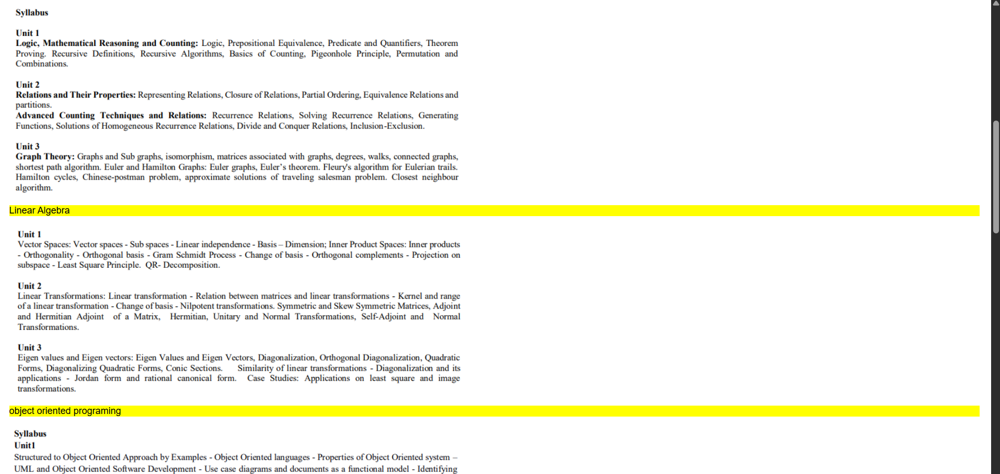 Syllabus
Unit 1
Logic, Mathematical Reasoning and Counting: Logic, Prepositional Equivalence, Predicate and Quantifiers, Theorem
Proving. Recursive Definitions, Recursive Algorithms, Basics of Counting, Pigeonhole Principle, Permutation and
Combinations.
Unit 2
Relations and Their Properties: Representing Relations, Closure of Relations, Partial Ordering, Equivalence Relations and
partitions.
Advanced Counting Techniques and Relations: Recurrence Relations, Solving Recurrence Relations, Generating
Functions, Solutions of Homogeneous Recurrence Relations, Divide and Conquer Relations, Inclusion-Exclusion.
Unit 3
Graph Theory: Graphs and Sub graphs, isomorphism, matrices associated with graphs, degrees, walks, connected graphs,
shortest path algorithm. Euler and Hamilton Graphs: Euler graphs, Euler’s theorem. Fleury's algorithm for Eulerian trails.
Hamilton cycles, Chinese-postman problem, approximate solutions of traveling salesman problem. Closest neighbour
algorithm.
Linear Algebra
Unit 1
Vector Spaces: Vector spaces - Sub spaces - Linear independence - Basis – Dimension; Inner Product Spaces: Inner products
- Orthogonality - Orthogonal basis - Gram Schmidt Process - Change of basis - Orthogonal complements - Projection on
subspace - Least Square Principle. QR- Decomposition.
Unit 2
Linear Transformations: Linear transformation - Relation between matrices and linear transformations - Kernel and range
of a linear transformation - Change of basis - Nilpotent transformations. Symmetric and Skew Symmetric Matrices, Adjoint
and Hermitian Adjoint of a Matrix, Hermitian, Unitary and Normal Transformations, Self-Adjoint and Normal
Transformations.
Unit 3
Eigen values and Eigen vectors: Eigen Values and Eigen Vectors, Diagonalization, Orthogonal Diagonalization, Quadratic
Forms, Diagonalizing Quadratic Forms, Conic Sections. Similarity of linear transformations - Diagonalization and its
applications - Jordan form and rational canonical form. Case Studies: Applications on least square and image
transformations.
object oriented programing
Syllabus
Unit1
Structured to Object Oriented Approach by Examples - Object Oriented languages - Properties of Object Oriented system –
UML and Object Oriented Software Development - Use case diagrams and documents as a functional model - Identifying